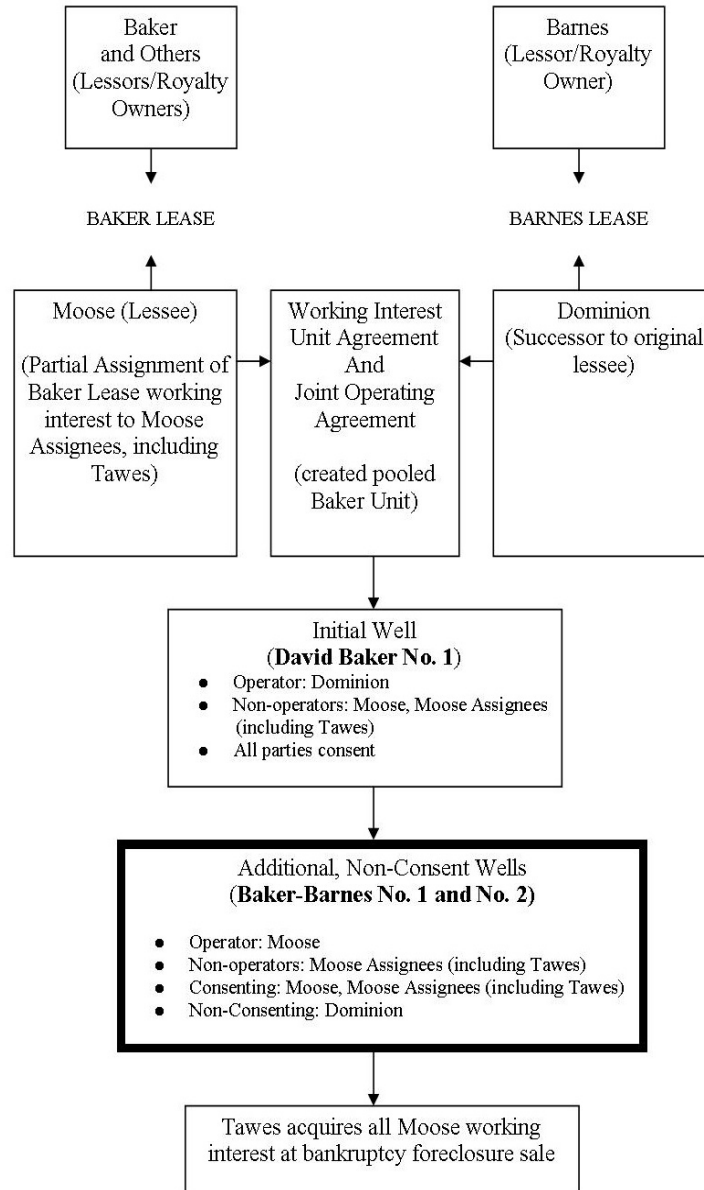 Baker
and Others
(Lessors/Royalty
Owners)
Barnes
(Lessor/Royalty
Owner)
BAKER LEASE
BARNES LEASE
Moose (Lessee)
(Partial Assignment of
Baker Lease working
interest to Moose
Assignees, including
Tawes)
Working Interest
Unit Agreement
And
Joint Operating
Agreement
(created pooled
Baker Unit)
Dominion
(Successor to original
lessee)
Initial Well
(David Baker No. 1)
● Operator: Dominion
● Non-operators: Moose, Moose Assignees
(including Tawes)
● All parties consent
Additional, Non-Consent Wells
(Baker-Barnes No. 1 and No. 2)
● Operator: Moose
● Non-operators: Moose Assignees (including Tawes)
● Consenting: Moose, Moose Assignees (including Tawes)
● Non-Consenting: Dominion
Tawes acquires all Moose working
interest at bankruptcy foreclosure sale